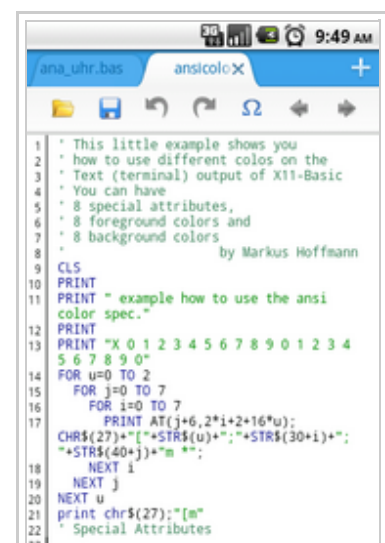 3G 9:49 AM
ana_uhr.bas ansicolo +
Ω
1 ' This little example shows you
2 ' how to use different colos on the
3 ' Text (terminal) output of X11-Basic
4 ' You can have
5 ' 8 special attributes,
6 ' 8 foreground colors and
7 ' 8 background colors
8 ' by Markus Hoffmann
9 CLS
10 PRINT
11 PRINT " example how to use the ansi
color spec."
12 PRINT
13 PRINT "X 0 1 2 3 4 5 6 7 8 9 0 1 2 3 4
5 6 7 8 9 0"
14 FOR u=0 TO 2
15 FOR j=0 TO 7
16 FOR i=0 TO 7
17 PRINT AT(j+6,2*i+2+16*u);
CHR$(27)+"["+STR$(u)+";"+STR$(30+i)+";
"+STR$(40+j)+"m *";
18 NEXT i
19 NEXT j
20 NEXT u
21 print chr$(27);"[m"
22 ' Special Attributes